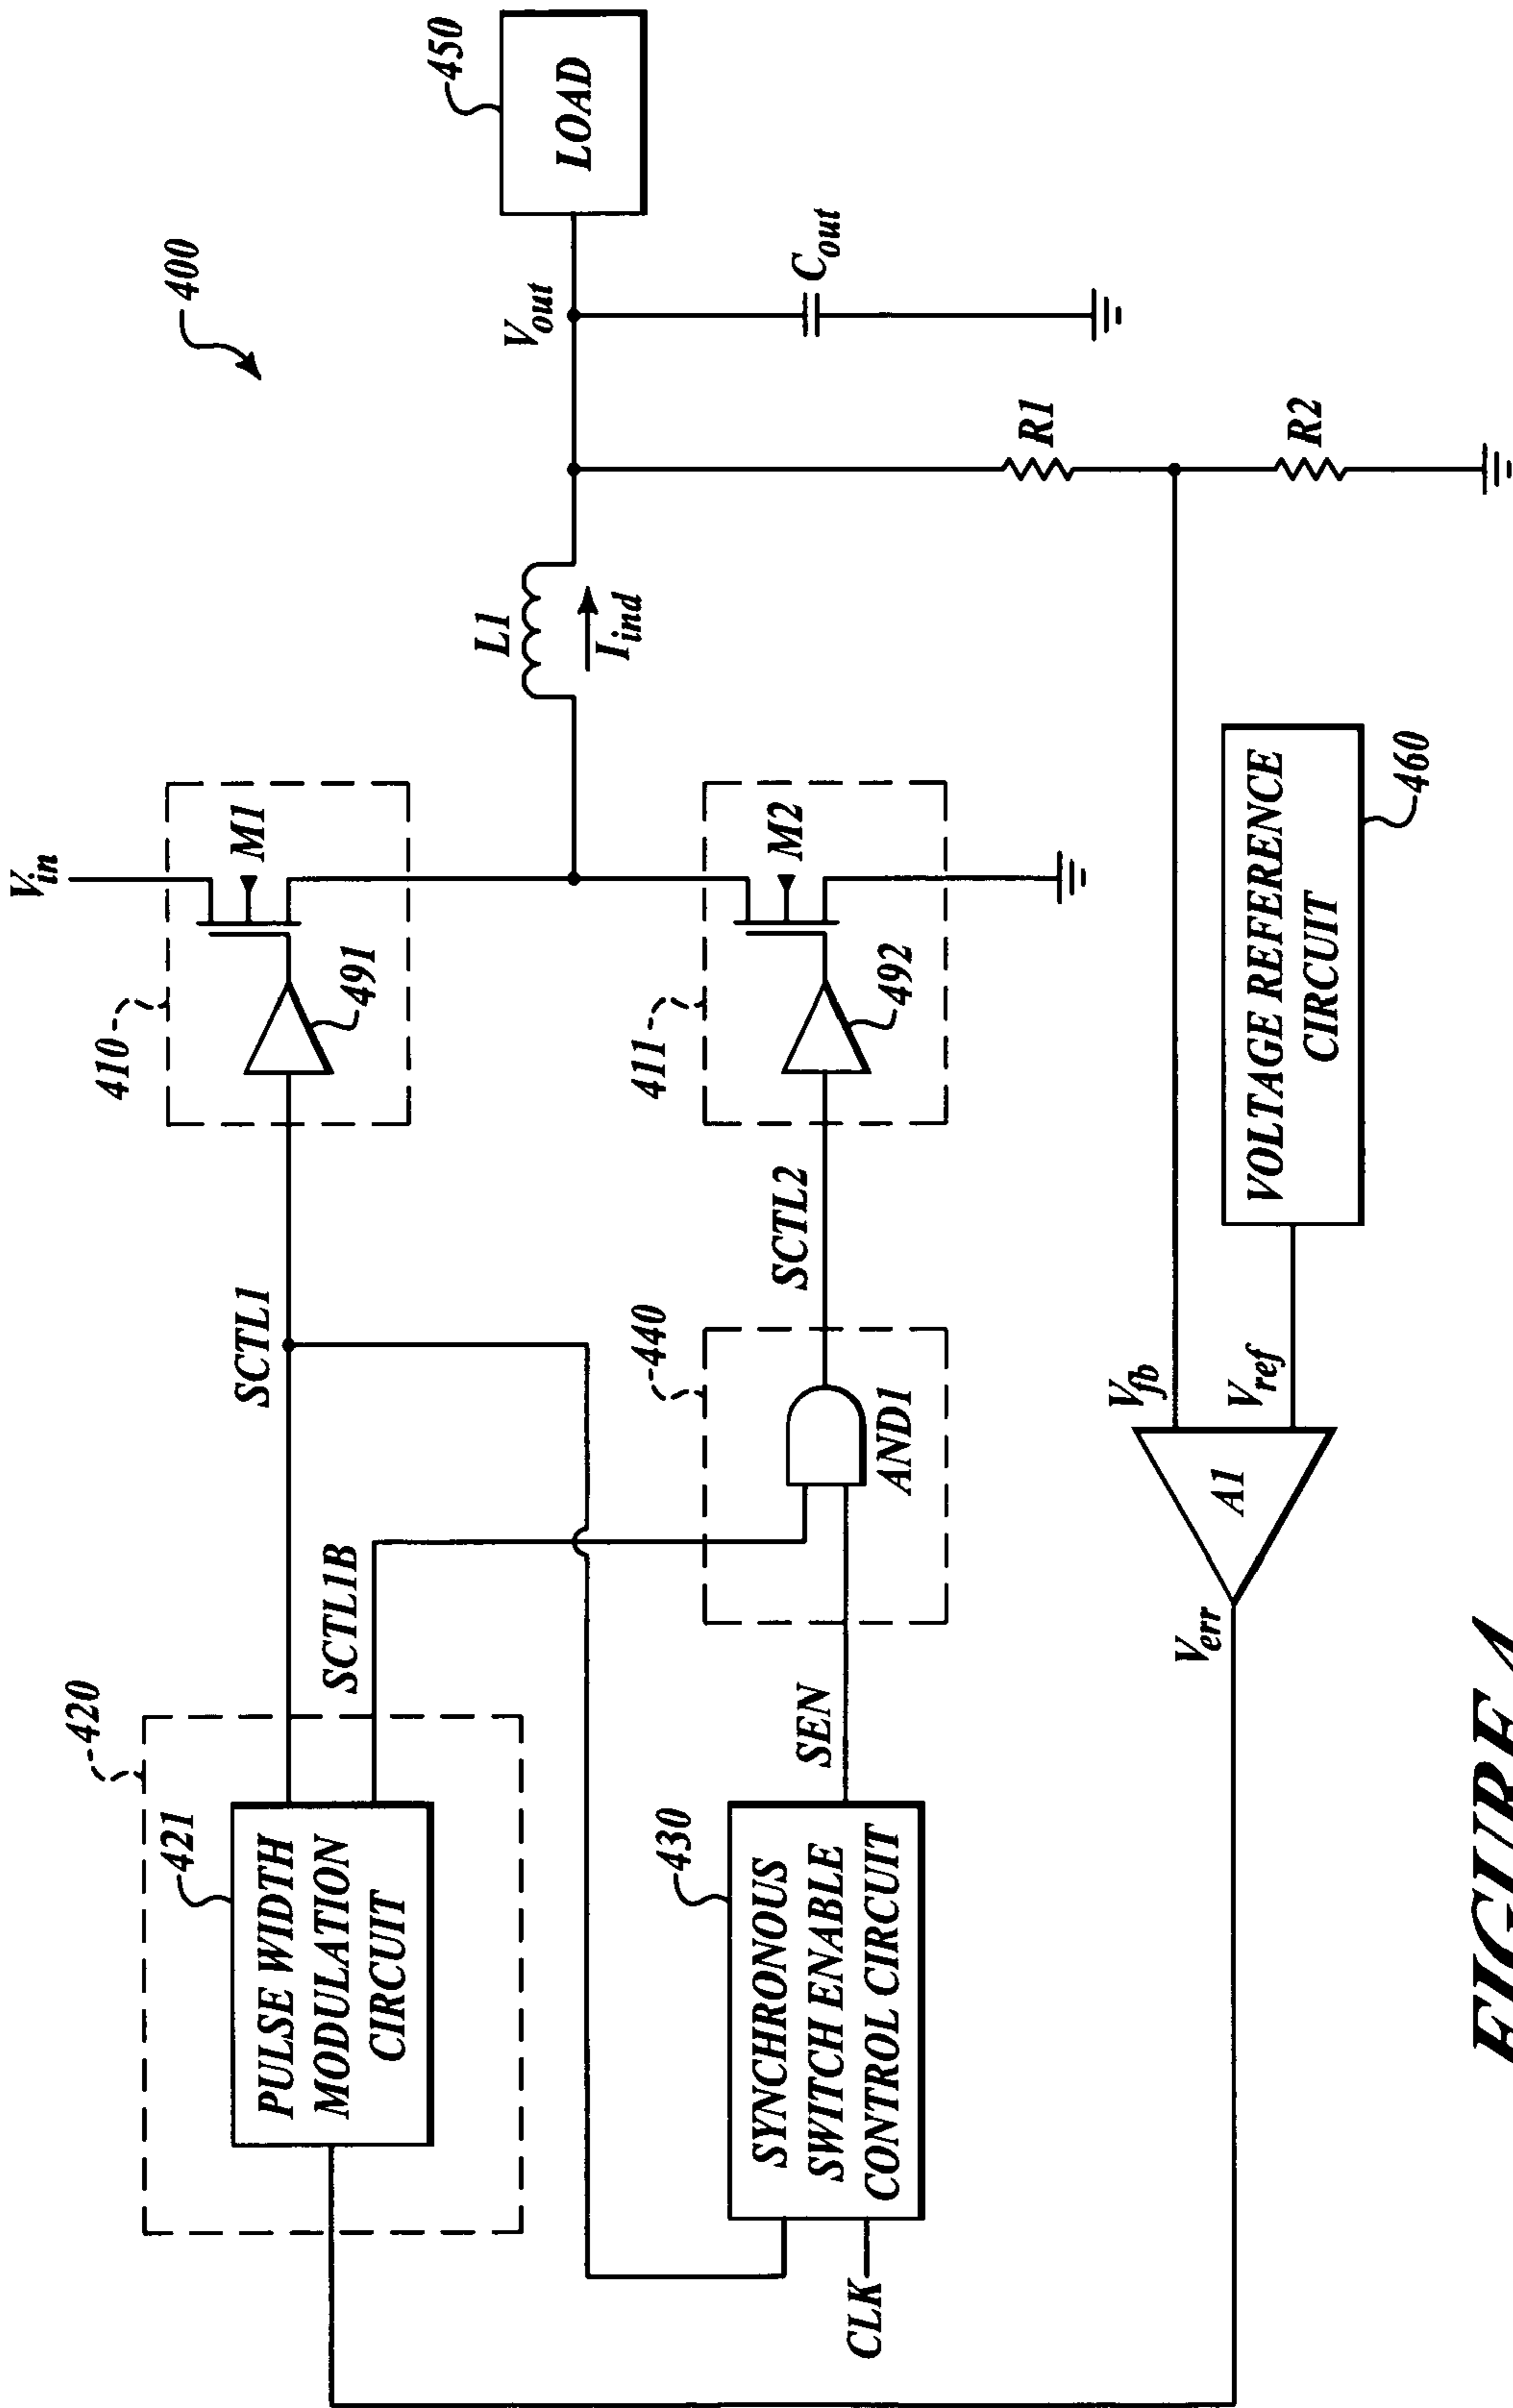 400
V_in
420
421
PULSE WIDTH
MODULATION
CIRCUIT
SCTL1
SCTL1B
410
M1
491
L1
I_ind
V_out
450
LOAD
C_out
430
SYNCHRONOUS
SWITCH ENABLE
CONTROL CIRCUIT
CLK
SEN
440
AND1
SCTL2
411
M2
492
R1
R2
V_err
A1
V_fb
V_ref
VOLTAGE REFERENCE
CIRCUIT
460
FIGURE 4